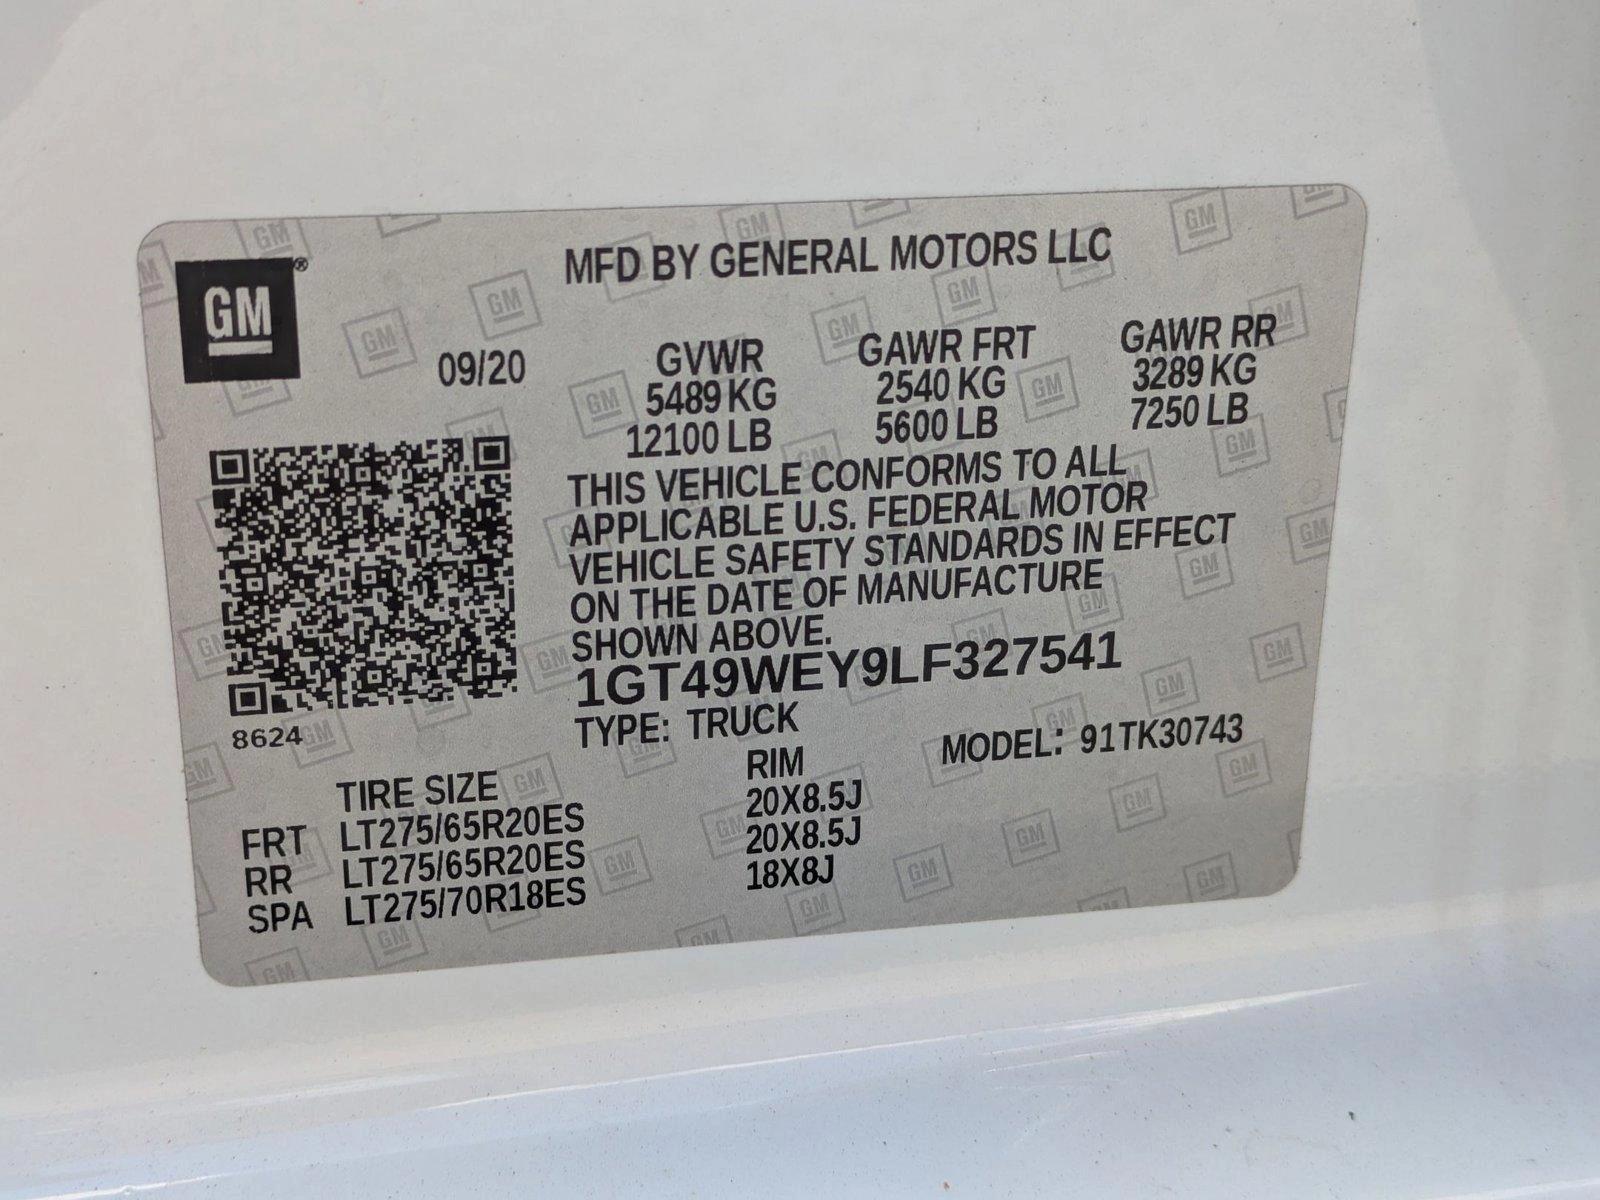 GM®
MFD BY GENERAL MOTORS LLC
09/20
GVWR
5489 KG
12100 LB
GAWR FRT
2540 KG
5600 LB
GAWR RR
3289 KG
7250 LB
THIS VEHICLE CONFORMS TO ALL
APPLICABLE U.S. FEDERAL MOTOR
VEHICLE SAFETY STANDARDS IN EFFECT
ON THE DATE OF MANUFACTURE
SHOWN ABOVE.
1GT49WEY9LF327541
TYPE: TRUCK
MODEL: 91TK30743
8624
TIRE SIZE RIM
FRT LT275/65R20ES 20X8.5J
RR LT275/65R20ES 20X8.5J
SPA LT275/70R18ES 18X8J